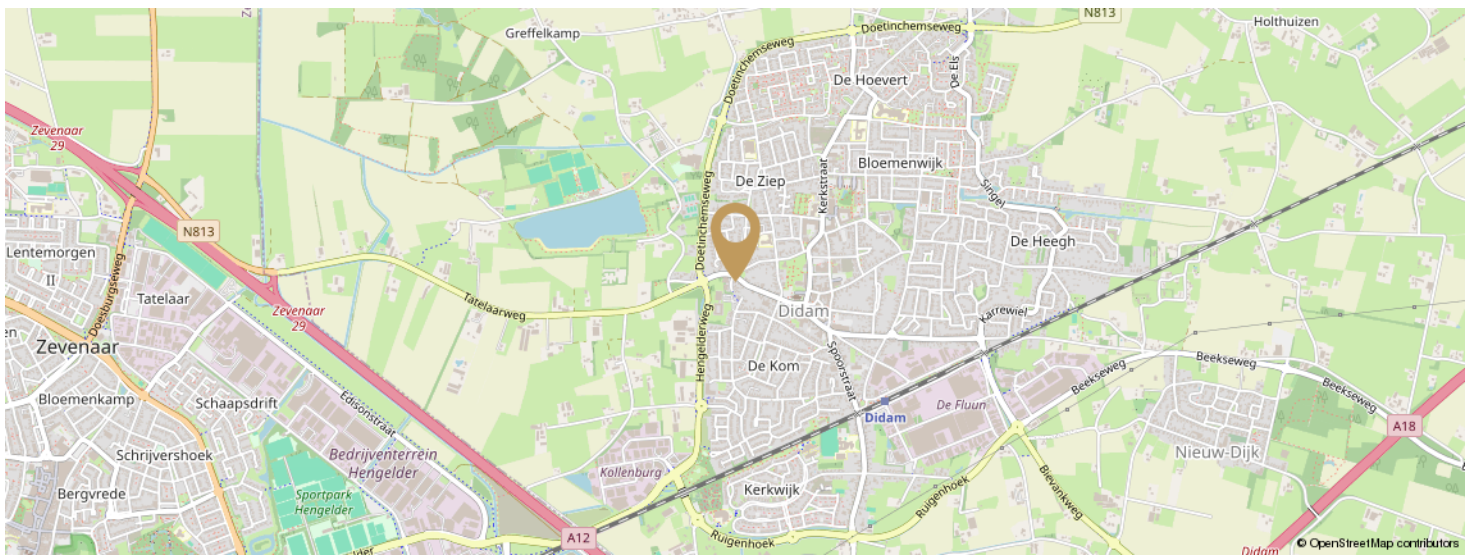 N813
Holthuizen
Greffelkamp
Doetinchemseweg
Doetinchemseweg
De Els
De Hoevert
Zevenaar
29
Bloemenwijk
De Ziep
Kerkstraat
Singel
N813
Doetinchemseweg
De Heegh
Lentemorgen
II
Doesburgseweg
Tatelaar
Tatelaarweg
Zevenaar
29
Didam
Karrewiel
Zevenaar
Hengelderweg
De Kom
Spoorstraat
Beekseweg
Beekseweg
Beekseweg
Bloemenkamp
Schaapsdrift
Edisonstraat
De Fluun
Didam
A18
Schrijvershoek
Bedrijventerrein
Hengelder
Kollenburg
Nieuw-Dijk
Bergvrede
Sportpark
Hengelder
Kerkwijk
Ruigenhoek
Bievankweg
A12
Ruigenhoek
Didam
© OpenStreetMap contributors